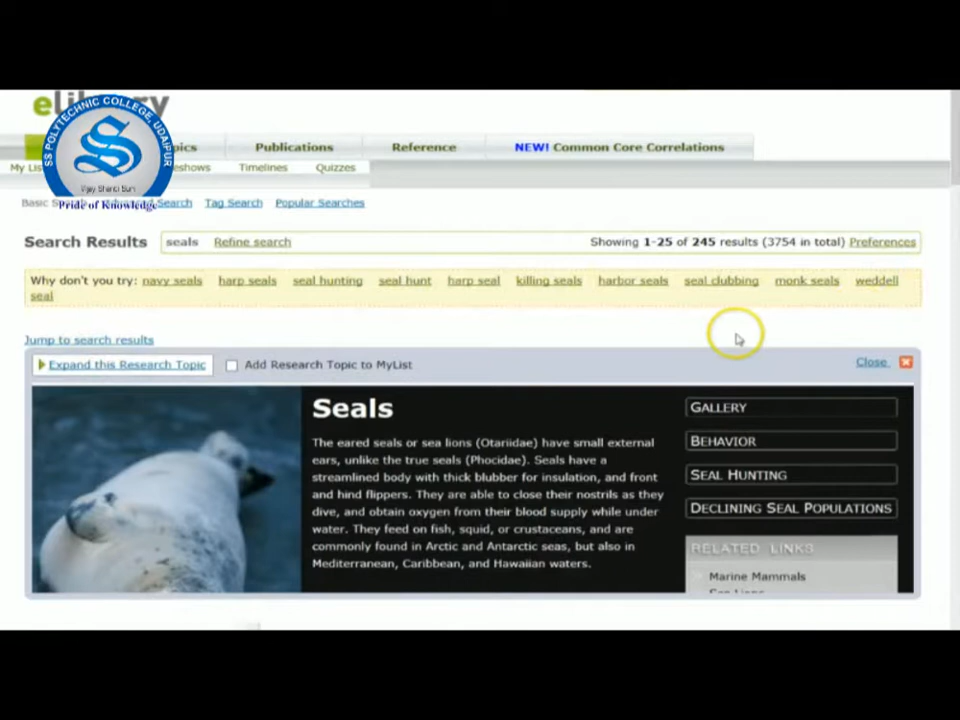 elibrary
SS POLYTECHNIC COLLEGE, UDAIPUR
S
Vijay Shanti Suri
Pride of Knowledge
Publications
Reference
NEW! Common Core Correlations
Timelines
Quizzes
Search
Tag Search
Popular Searches
Search Results
seals
Refine search
Showing 1-25 of 245 results (3754 in total) Preferences
Why don't you try: navy seals harp seals seal hunting seal hunt harp seal killing seals harbor seals seal clubbing monk seals weddell
seal
Jump to search results
Expand this Research Topic
Add Research Topic to MyList
Close
Seals
The eared seals or sea lions (Otariidae) have small external
ears, unlike the true seals (Phocidae). Seals have a
streamlined body with thick blubber for insulation, and front
and hind flippers. They are able to close their nostrils as they
dive, and obtain oxygen from their blood supply while under
water. They feed on fish, squid, or crustaceans, and are
commonly found in Arctic and Antarctic seas, but also in
Mediterranean, Caribbean, and Hawaiian waters.
GALLERY
BEHAVIOR
SEAL HUNTING
DECLINING SEAL POPULATIONS
RELATED LINKS
Marine Mammals